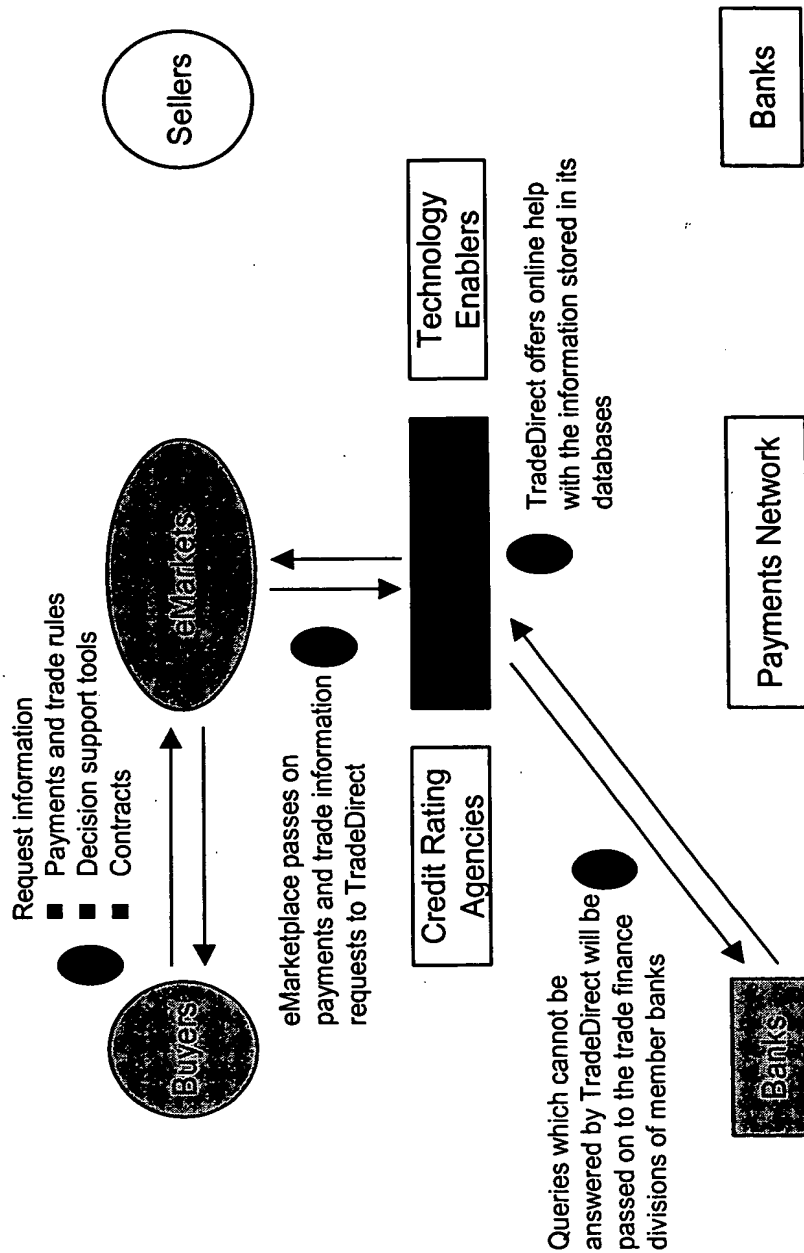 Request information
Payments and trade rules
Decision support tools
Contracts
Buyers
eMarkets
Sellers
eMarketplace passes on
payments and trade information
requests to TradeDirect
Credit Rating
Agencies
Technology
Enablers
TradeDirect offers online help
with the information stored in its
databases
Queries which cannot be
answered by TradeDirect will be
passed on to the trade finance
divisions of member banks
Banks
Payments Network
Banks